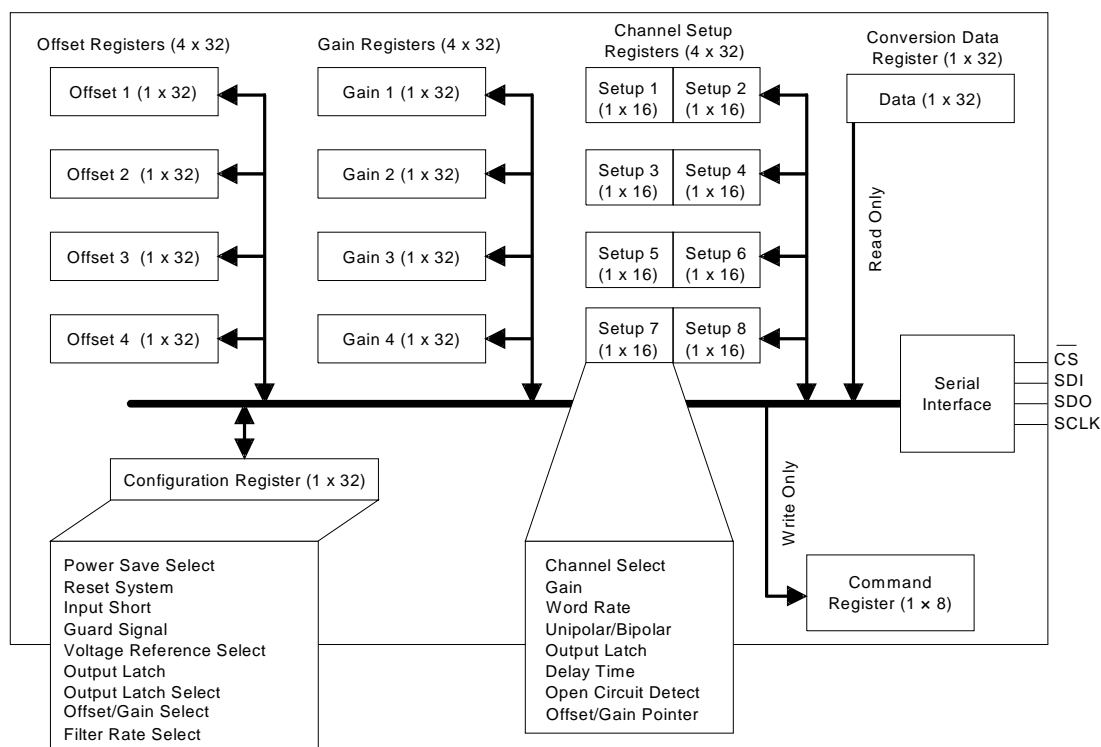 Offset Registers (4 x 32)
Offset 1 (1 x 32)
Offset 2 (1 x 32)
Offset 3 (1 x 32)
Offset 4 (1 x 32)
Gain Registers (4 x 32)
Gain 1 (1 x 32)
Gain 2 (1 x 32)
Gain 3 (1 x 32)
Gain 4 (1 x 32)
Channel Setup
Registers (4 x 32)
Setup 1
(1 x 16)
Setup 2
(1 x 16)
Setup 3
(1 x 16)
Setup 4
(1 x 16)
Setup 5
(1 x 16)
Setup 6
(1 x 16)
Setup 7
(1 x 16)
Setup 8
(1 x 16)
Conversion Data
Register (1 x 32)
Data (1 x 32)
Read Only
Serial
Interface
CS
SDI
SDO
SCLK
Configuration Register (1 x 32)
Power Save Select
Reset System
Input Short
Guard Signal
Voltage Reference Select
Output Latch
Output Latch Select
Offset/Gain Select
Filter Rate Select
Channel Select
Gain
Word Rate
Unipolar/Bipolar
Output Latch
Delay Time
Open Circuit Detect
Offset/Gain Pointer
Write Only
Command
Register (1 × 8)